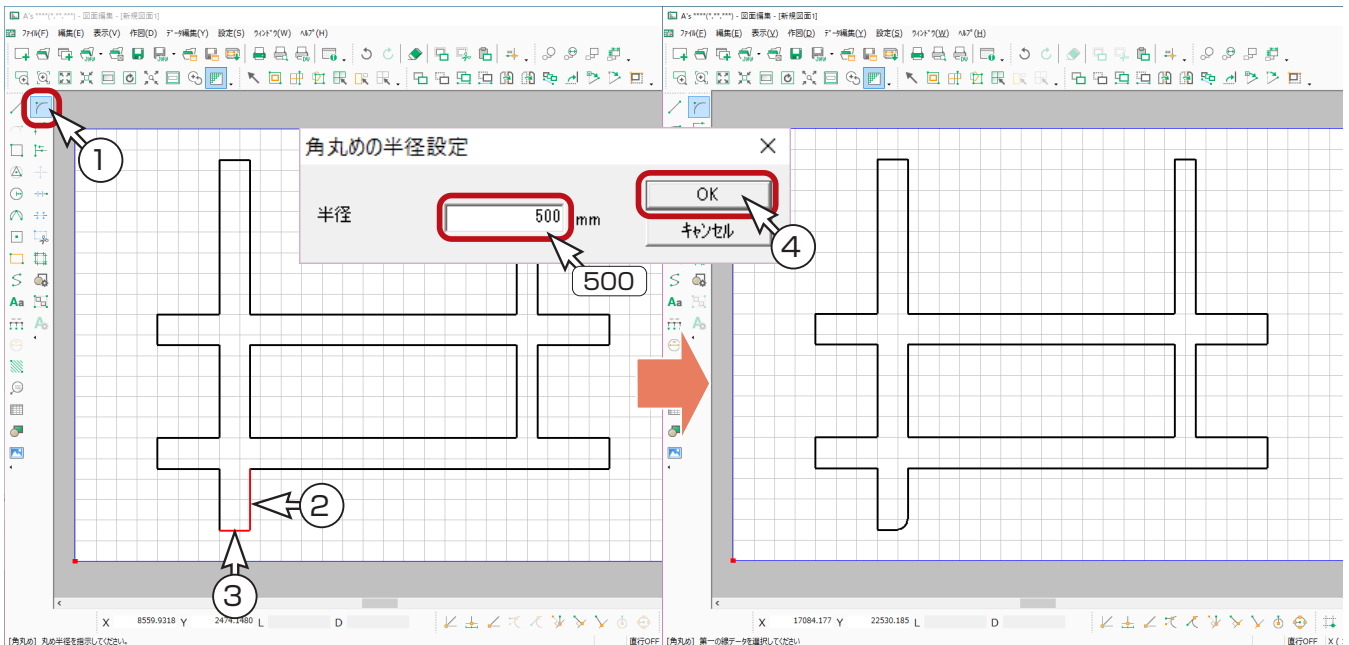 A's ****(*.**.***) - 図面編集 - [新規図面1]
ﾌｧｲﾙ(F) 編集(E) 表示(V) 作図(D) ﾃﾞｰﾀ編集(Y) 設定(S) ｳｨﾝﾄﾞｳ(W) ﾍﾙﾌﾟ(H)
Aa
①
角丸めの半径設定
半径 500 mm
OK
キャンセル
500
④
②
③
X 8559.9318 Y 2474.1480 L D
[角丸め] 丸め半径を指示してください。 直行OFF
A's ****(*.**.***) - 図面編集 - [新規図面1]
ﾌｧｲﾙ(F) 編集(E) 表示(V) 作図(D) ﾃﾞｰﾀ編集(Y) 設定(S) ｳｨﾝﾄﾞｳ(W) ﾍﾙﾌﾟ(H)
Aa
X 17084.177 Y 22530.185 L D
[角丸め] 第一の線データを選択してください 直行OFF X (